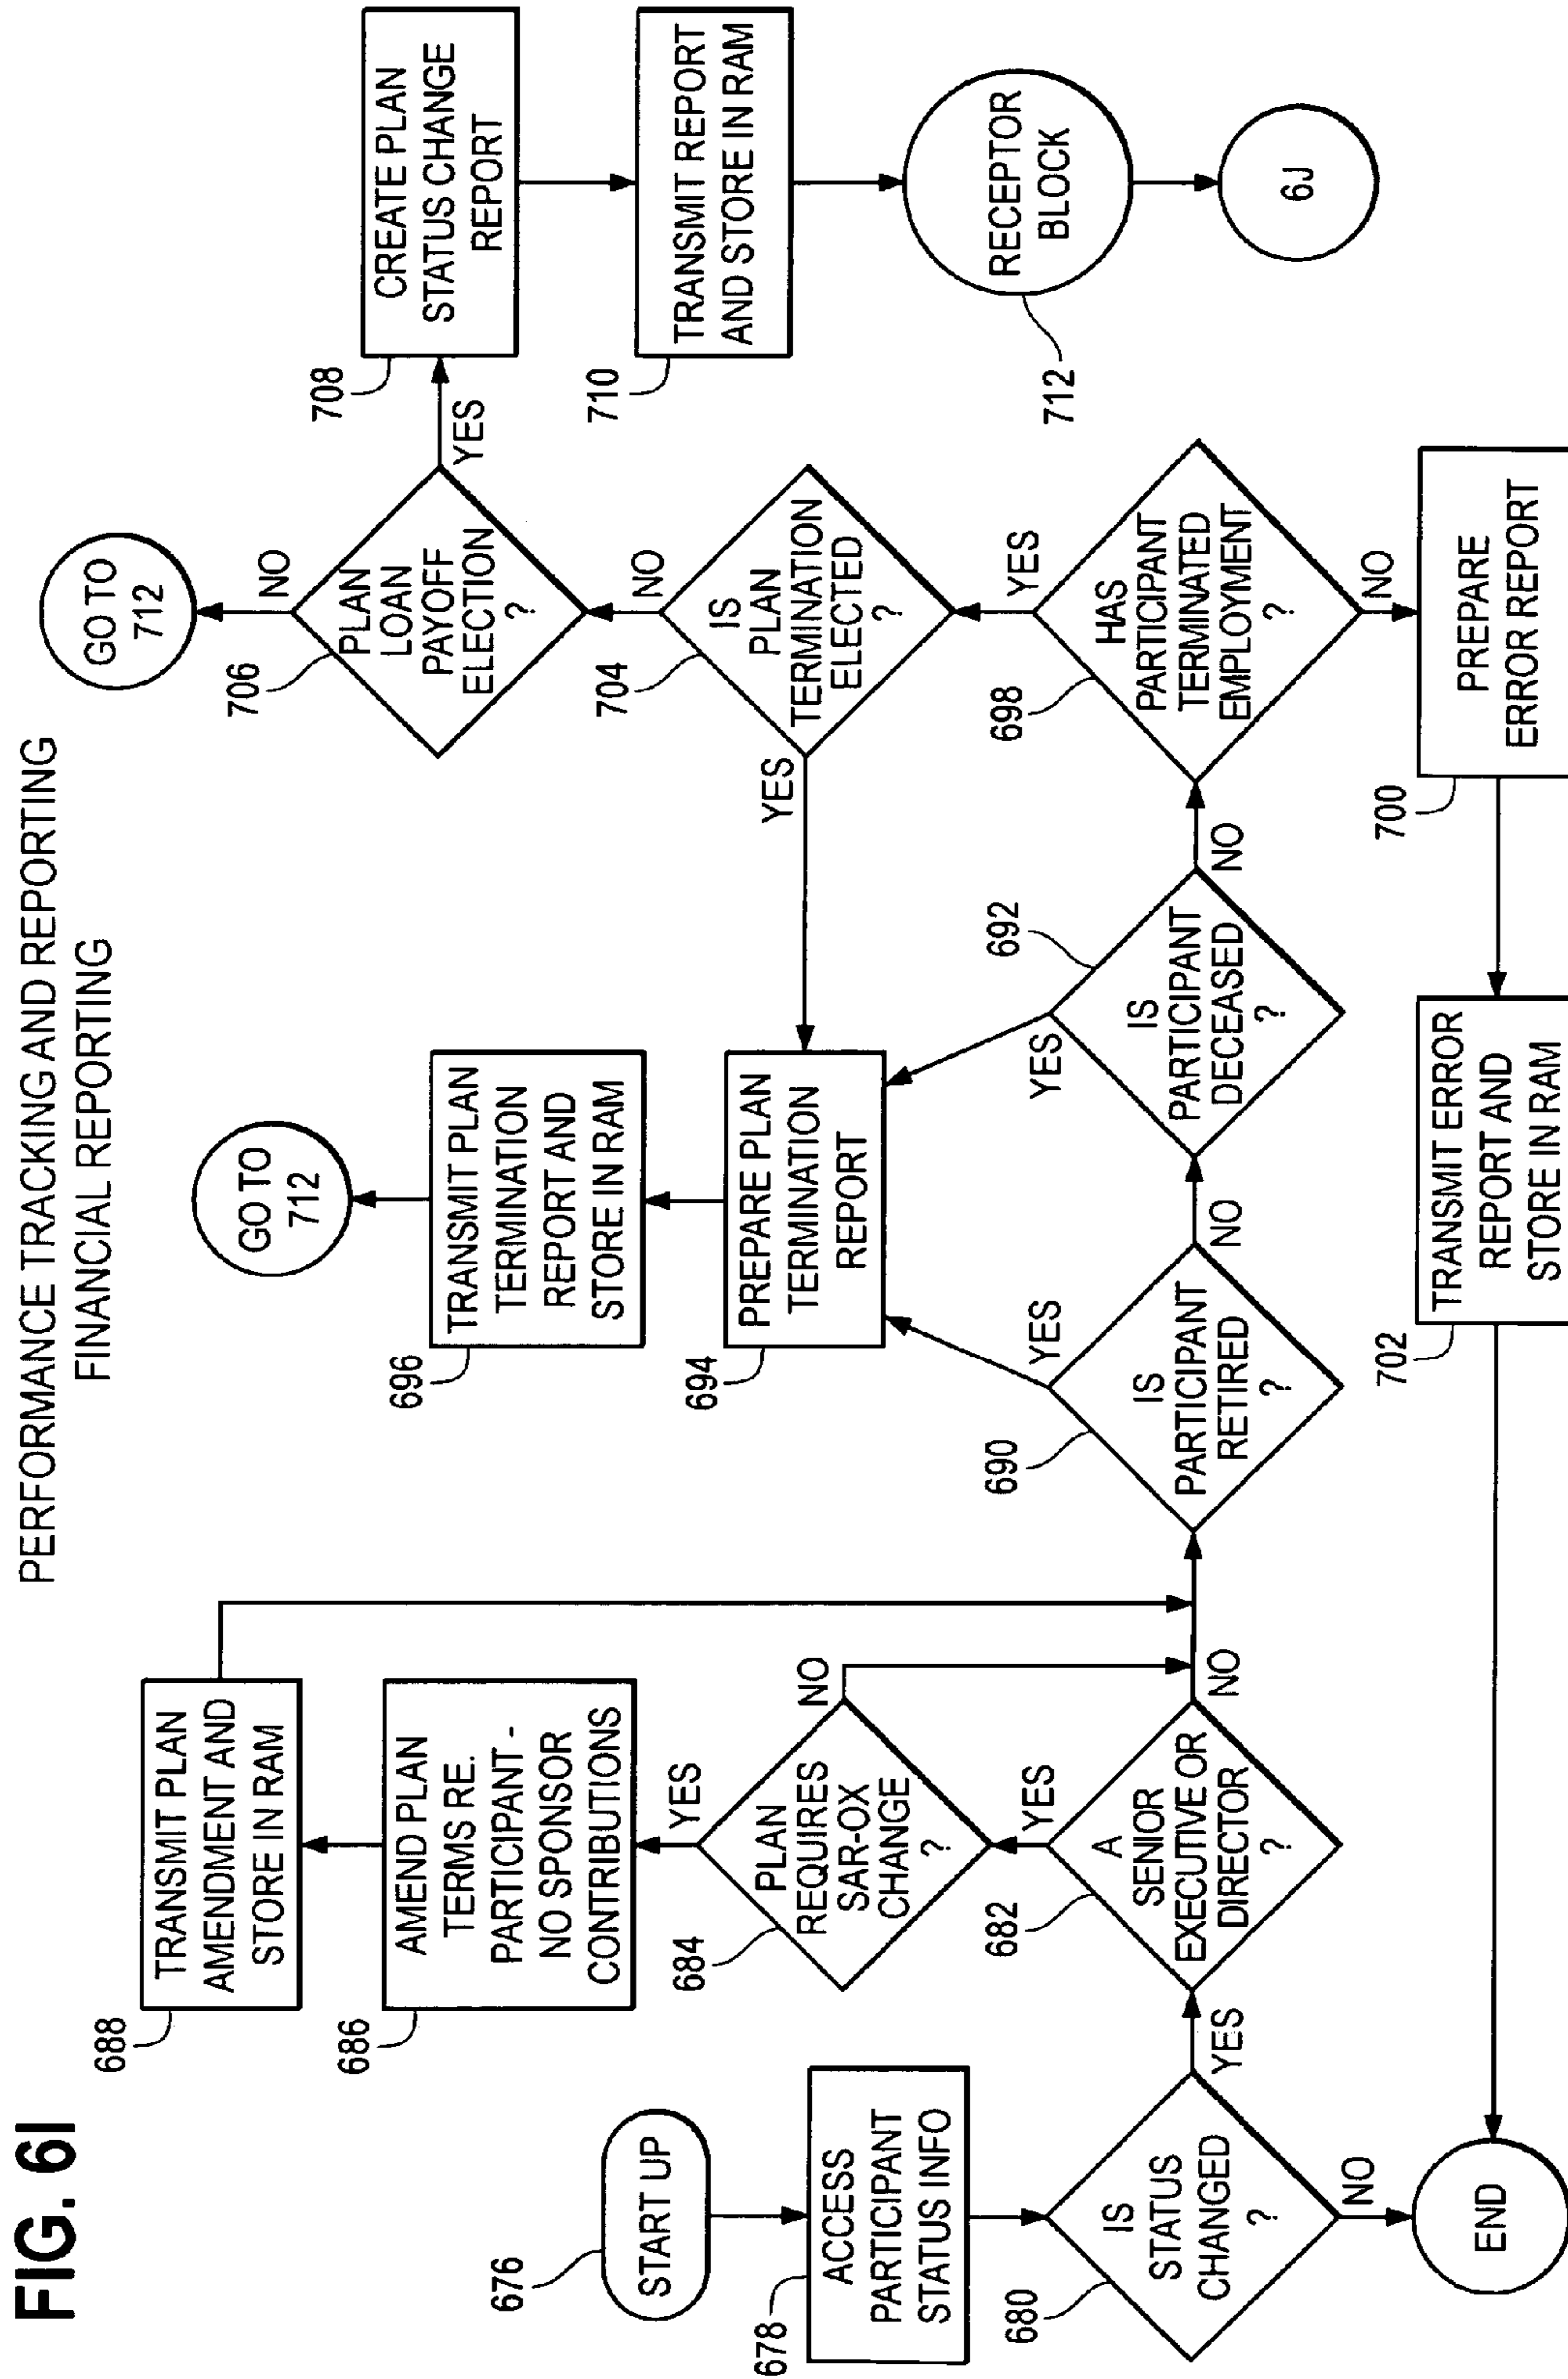 FIG. 6I
PERFORMANCE TRACKING AND REPORTING
FINANCIAL REPORTING
676
START UP
678
ACCESS
PARTICIPANT
STATUS INFO
680
IS
STATUS
CHANGED
?
NO
END
YES
682
A
SENIOR
EXECUTIVE OR
DIRECTOR
?
NO
YES
684
PLAN
REQUIRES
SAR-OX
CHANGE
?
NO
YES
686
AMEND PLAN
TERMS RE.
PARTICIPANT -
NO SPONSOR
CONTRIBUTIONS
688
TRANSMIT PLAN
AMENDMENT AND
STORE IN RAM
690
IS
PARTICIPANT
RETIRED
?
YES
NO
692
IS
PARTICIPANT
DECEASED
?
YES
NO
694
PREPARE PLAN
TERMINATION
REPORT
696
TRANSMIT PLAN
TERMINATION
REPORT AND
STORE IN RAM
GO TO
712
698
HAS
PARTICIPANT
TERMINATED
EMPLOYMENT
?
YES
NO
700
PREPARE
ERROR REPORT
702
TRANSMIT ERROR
REPORT AND
STORE IN RAM
704
IS
PLAN
TERMINATION
ELECTED
?
YES
NO
706
PLAN
LOAN
PAYOFF
ELECTION
?
NO
GO TO
712
YES
708
CREATE PLAN
STATUS CHANGE
REPORT
710
TRANSMIT REPORT
AND STORE IN RAM
712
RECEPTOR
BLOCK
6J